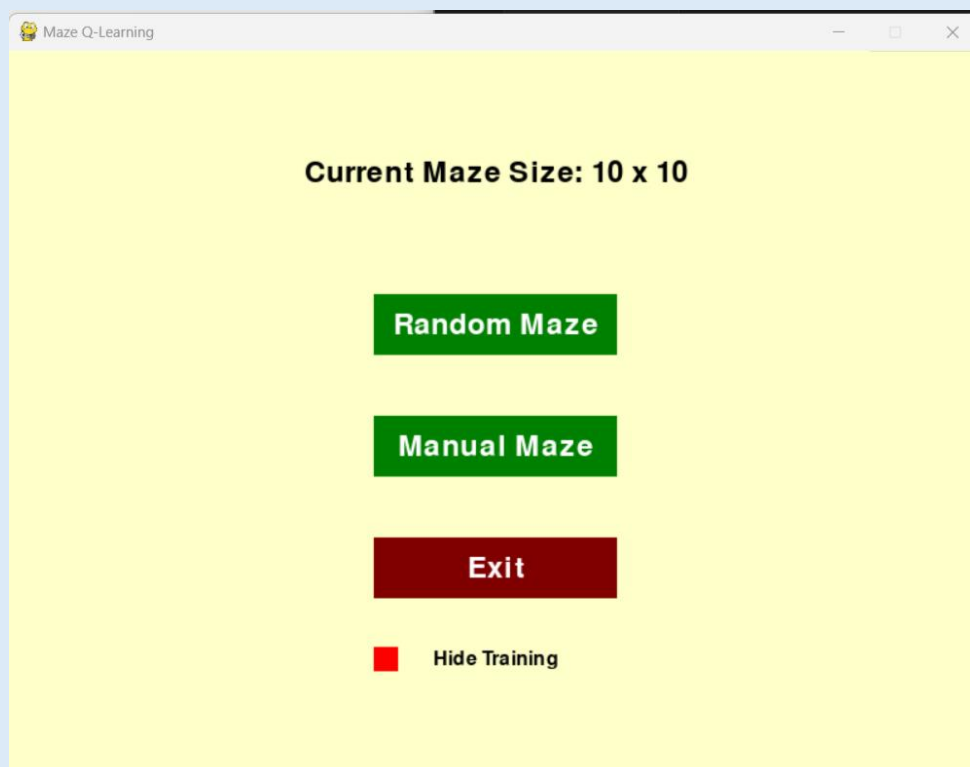 Maze Q-Learning
Current Maze Size: 10 x 10
Random Maze
Manual Maze
Exit
Hide Training